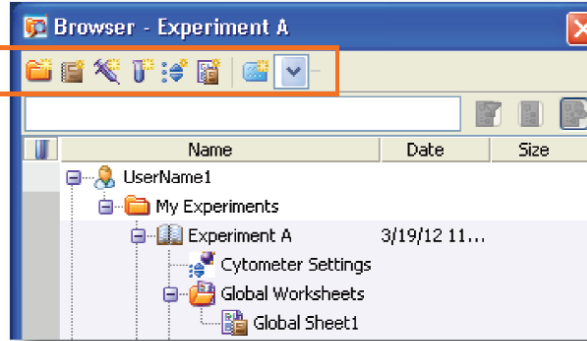 Browser - Experiment A
Name Date Size
UserName1
My Experiments
Experiment A 3/19/12 11...
Cytometer Settings
Global Worksheets
Global Sheet1